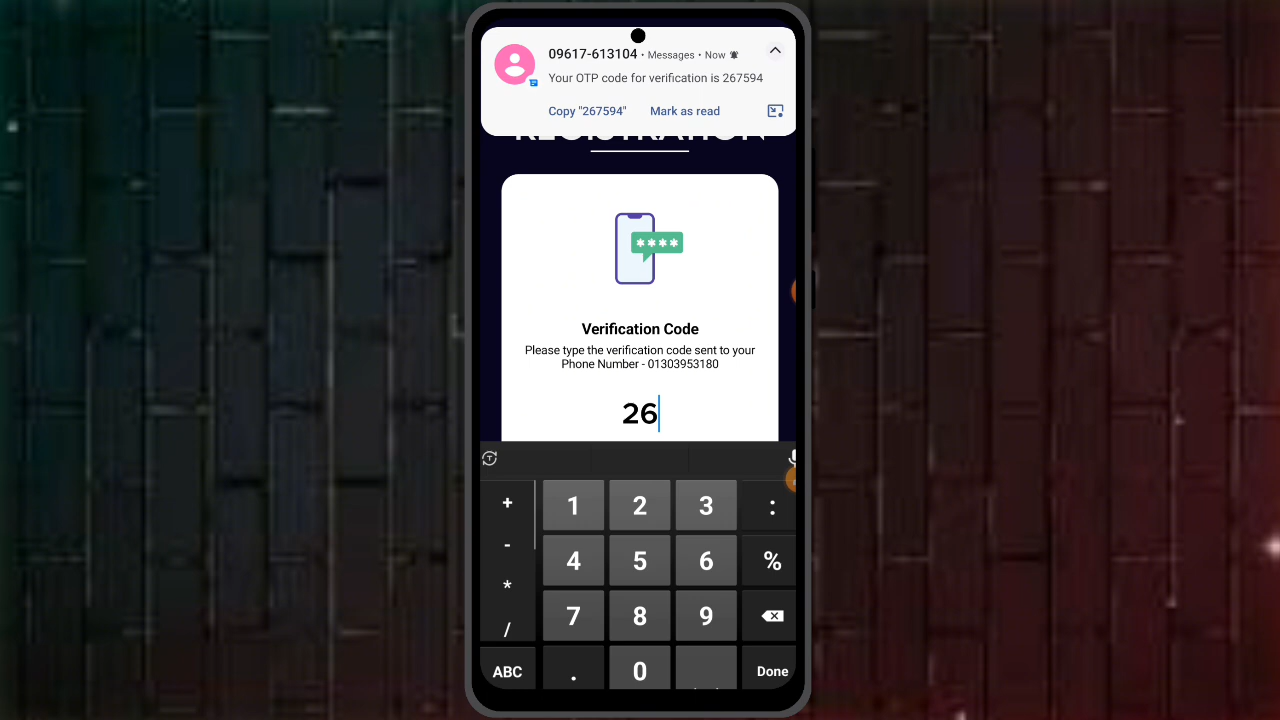 09617-613104 • Messages • Now
Your OTP code for verification is 267594
Copy "267594" Mark as read
REGISTRATION
Verification Code
Please type the verification code sent to your
Phone Number - 01303953180
26
+ 1 2 3 :
- 4 5 6 %
*
/ 7 8 9
ABC . 0 Done